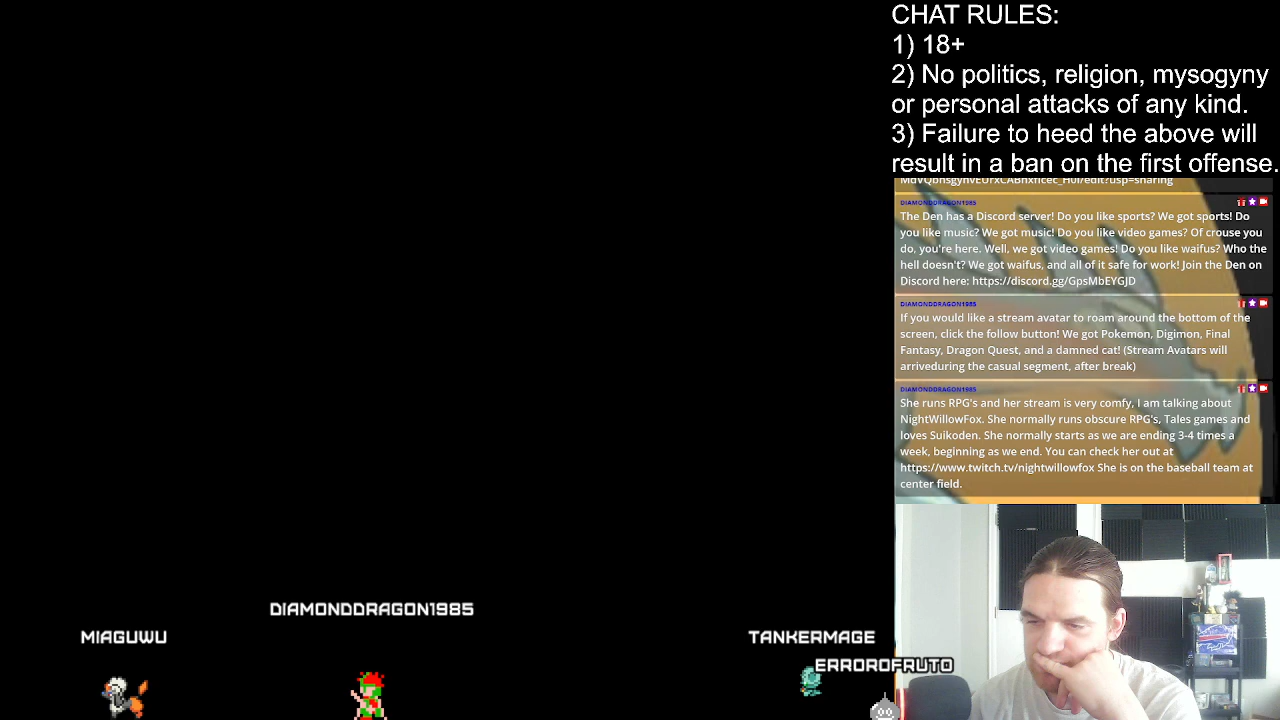 CHAT RULES:
1) 18+
2) No politics, religion, mysogyny
or personal attacks of any kind.
3) Failure to heed the above will
result in a ban on the first offense.
DIAMONDDRAGON1985
The Den has a Discord server! Do you like sports? We got sports! Do
you like music? We got music! Do you like video games? Of crouse you
do, you're here. Well, we got video games! Do you like waifus? Who the
hell doesn't? We got waifus, and all of it safe for work! Join the Den on
Discord here: https://discord.gg/GpsMbEYGJD
DIAMONDDRAGON1985
If you would like a stream avatar to roam around the bottom of the
screen, click the follow button! We got Pokemon, Digimon, Final
Fantasy, Dragon Quest, and a damned cat! (Stream Avatars will
arriveduring the casual segment, after break)
DIAMONDDRAGON1985
She runs RPG's and her stream is very comfy, I am talking about
NightWillowFox. She normally runs obscure RPG's, Tales games and
loves Suikoden. She normally starts as we are ending 3-4 times a
week, beginning as we end. You can check her out at
https://www.twitch.tv/nightwillowfox She is on the baseball team at
center field.
DIAMONDDRAGON1985
MIAGUWU
TANKERMAGE
ERROROFRUTO